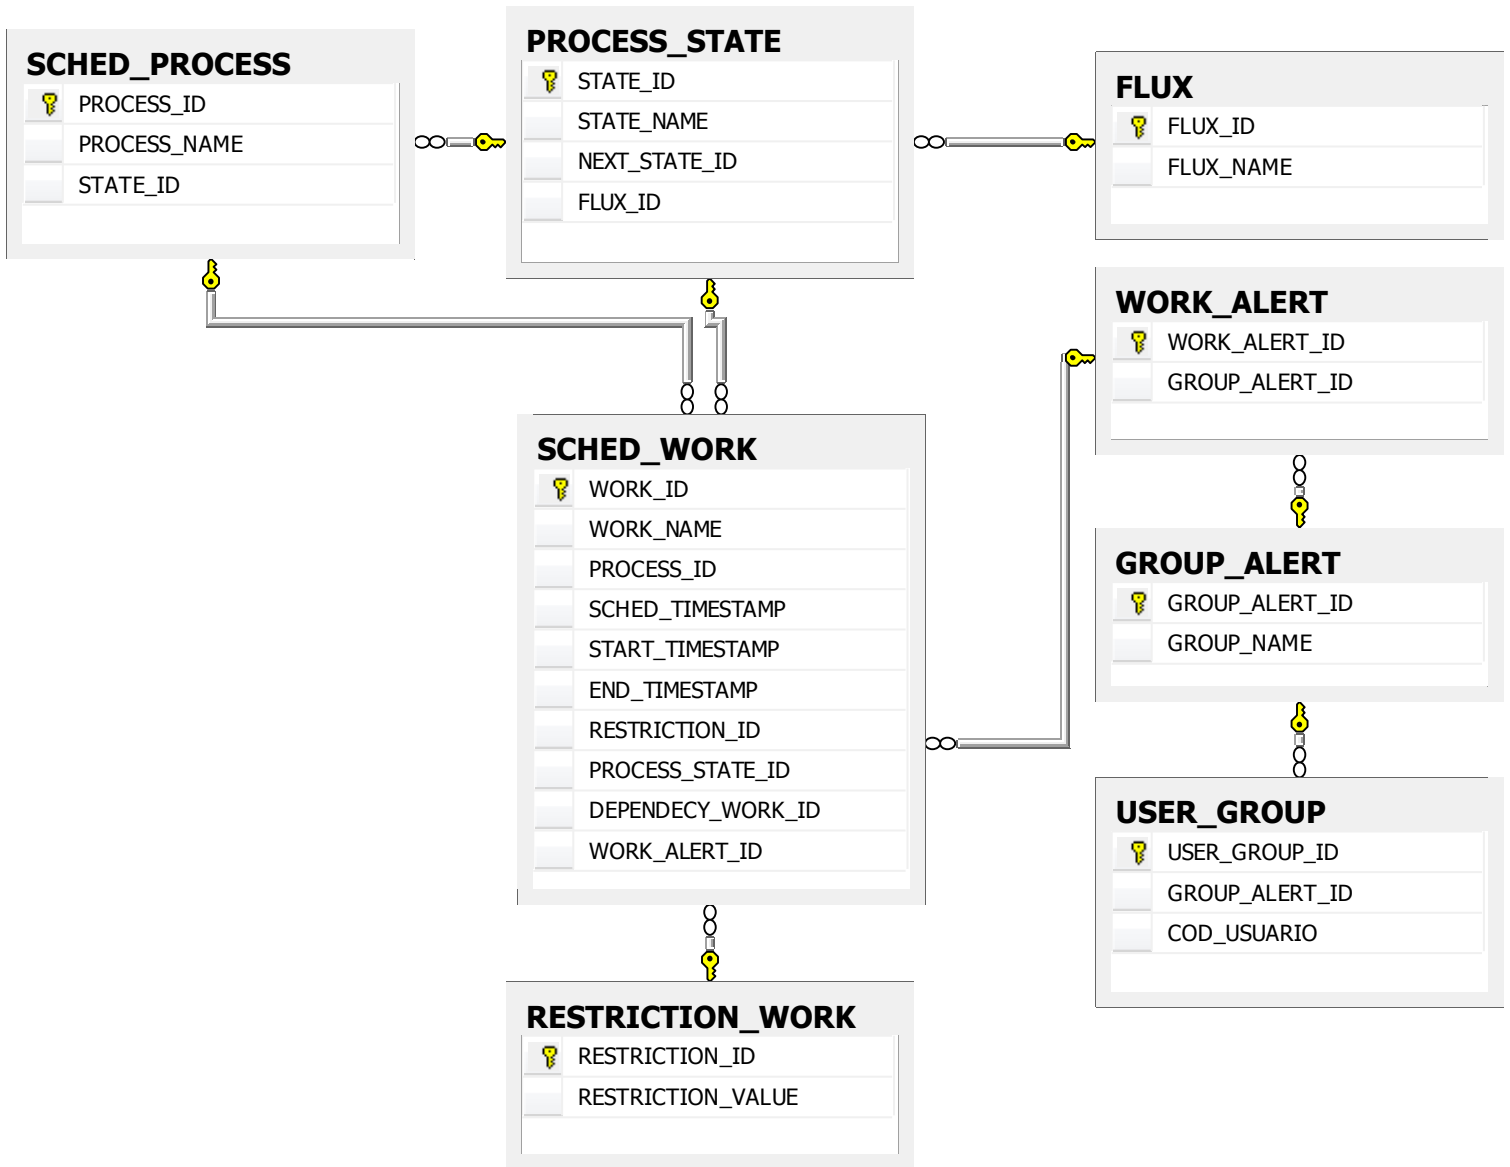 SCHED_PROCESS
PROCESS_ID
PROCESS_NAME
STATE_ID
PROCESS_STATE
STATE_ID
STATE_NAME
NEXT_STATE_ID
FLUX_ID
FLUX
FLUX_ID
FLUX_NAME
WORK_ALERT
WORK_ALERT_ID
GROUP_ALERT_ID
SCHED_WORK
WORK_ID
WORK_NAME
PROCESS_ID
SCHED_TIMESTAMP
START_TIMESTAMP
END_TIMESTAMP
RESTRICTION_ID
PROCESS_STATE_ID
DEPENDECY_WORK_ID
WORK_ALERT_ID
GROUP_ALERT
GROUP_ALERT_ID
GROUP_NAME
USER_GROUP
USER_GROUP_ID
GROUP_ALERT_ID
COD_USUARIO
RESTRICTION_WORK
RESTRICTION_ID
RESTRICTION_VALUE